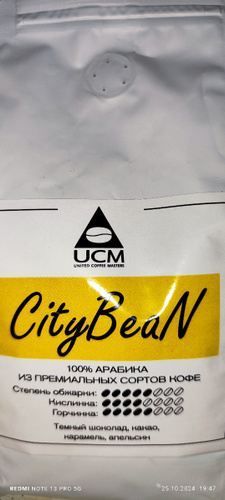 UCM
UNITED COFFEE MASTERS
CityBeaN
100% АРАБИКА
ИЗ ПРЕМИАЛЬНЫХ СОРТОВ КОФЕ
Степень обжарки:
Кислинка:
Горчинка:
Темный шоколад, какао,
карамель, апельсин
REDMI NOTE 13 PRO 5G
25.10.2024 19:47